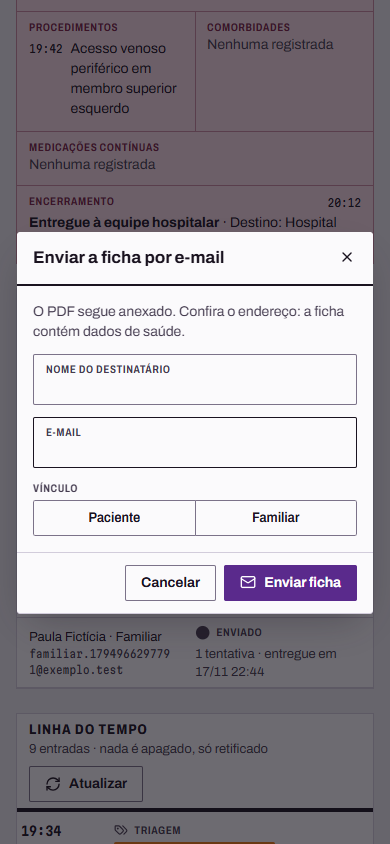 PROCEDIMENTOS
19:42 Acesso venoso
periférico em
membro superior
esquerdo
COMORBIDADES
Nenhuma registrada
MEDICAÇÕES CONTÍNUAS
Nenhuma registrada
ENCERRAMENTO 20:12
Entregue à equipe hospitalar · Destino: Hospital
Enviar a ficha por e-mail
O PDF segue anexado. Confira o endereço: a ficha
contém dados de saúde.
NOME DO DESTINATÁRIO
E-MAIL
VÍNCULO
Paciente Familiar
Cancelar Enviar ficha
Paula Fictícia · Familiar
familiar.179496629779
1@exemplo.test
ENVIADO
1 tentativa · entregue em
17/11 22:44
LINHA DO TEMPO
9 entradas · nada é apagado, só retificado
Atualizar
19:34 TRIAGEM